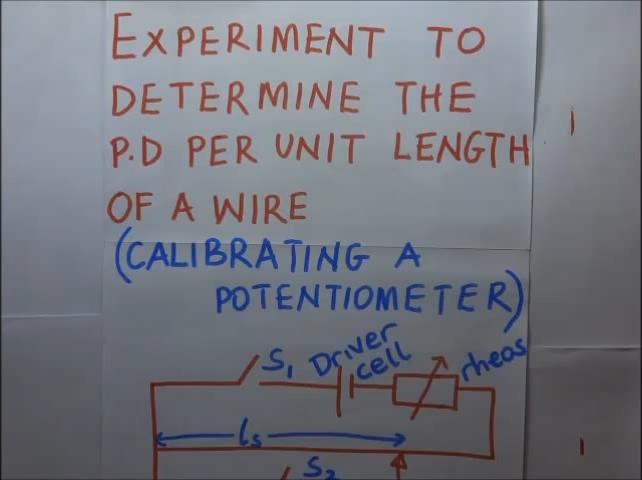 EXPERIMENT TO
DETERMINE THE
P.D PER UNIT LENGTH
OF A WIRE
(CALIBRATING A
POTENTIOMETER)
S1 Driver cell rheos
ls
S2